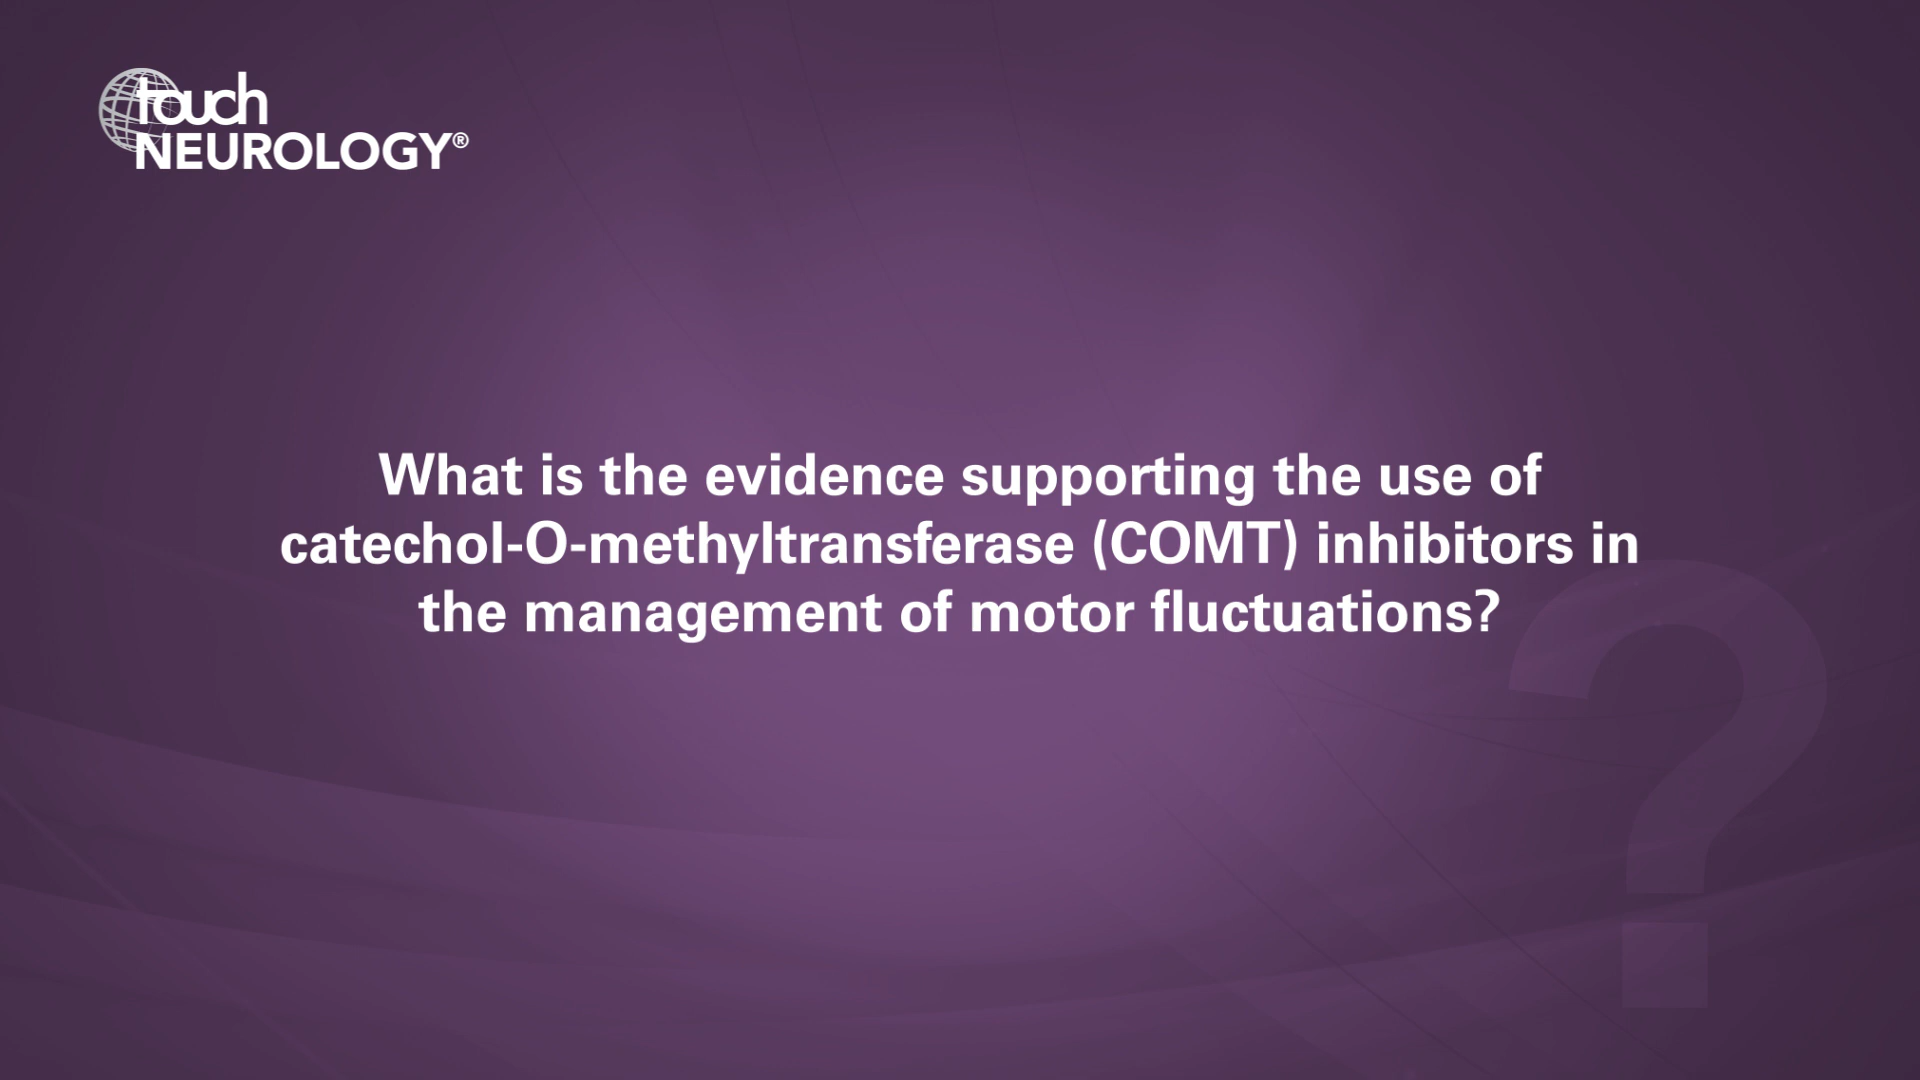 touch
NEUROLOGY®
What is the evidence supporting the use of
catechol-O-methyltransferase (COMT) inhibitors in
the management of motor fluctuations?
?